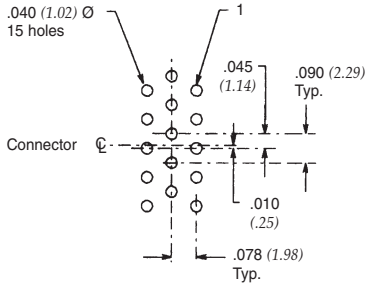 .040 (1.02) Ø
15 holes
1
.045
(1.14)
.090 (2.29)
Typ.
Connector ℄
.010
(.25)
.078 (1.98)
Typ.